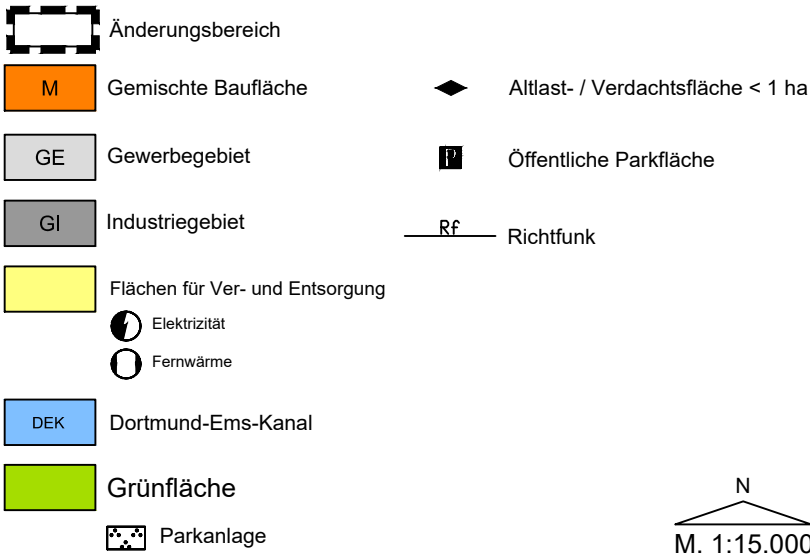 Änderungsbereich
M Gemischte Baufläche
GE Gewerbegebiet
GI Industriegebiet
Flächen für Ver- und Entsorgung
Elektrizität
Fernwärme
DEK Dortmund-Ems-Kanal
Grünfläche
Parkanlage
Altlast- / Verdachtsfläche < 1 ha
P Öffentliche Parkfläche
Rf Richtfunk
N
M. 1:15.000